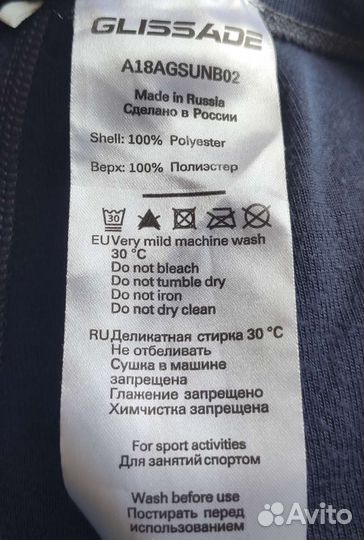 GLISSADE
A18AGSUNB02
Made in Russia
Сделано в России
Shell: 100% Polyester
Верх: 100% Полиэстер
30
EU Very mild machine wash
30 °C
Do not bleach
Do not tumble dry
Do not iron
Do not dry clean
RU Деликатная стирка 30 °C
Не отбеливать
Сушка в машине
запрещена
Глажение запрещено
Химчистка запрещена
For sport activities
Для занятий спортом
Wash before use
Постирать перед
использованием
Avito